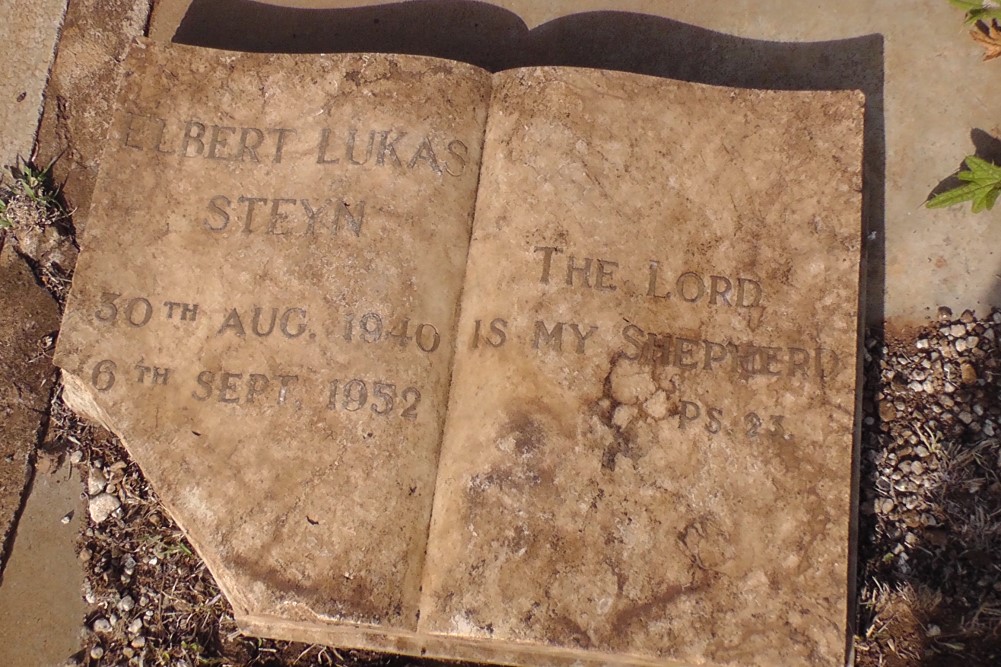 ELBERT LUKAS
STEYN
30TH AUG. 1940
6TH SEPT. 1952
THE LORD
IS MY SHEPHERD
PS. 23.